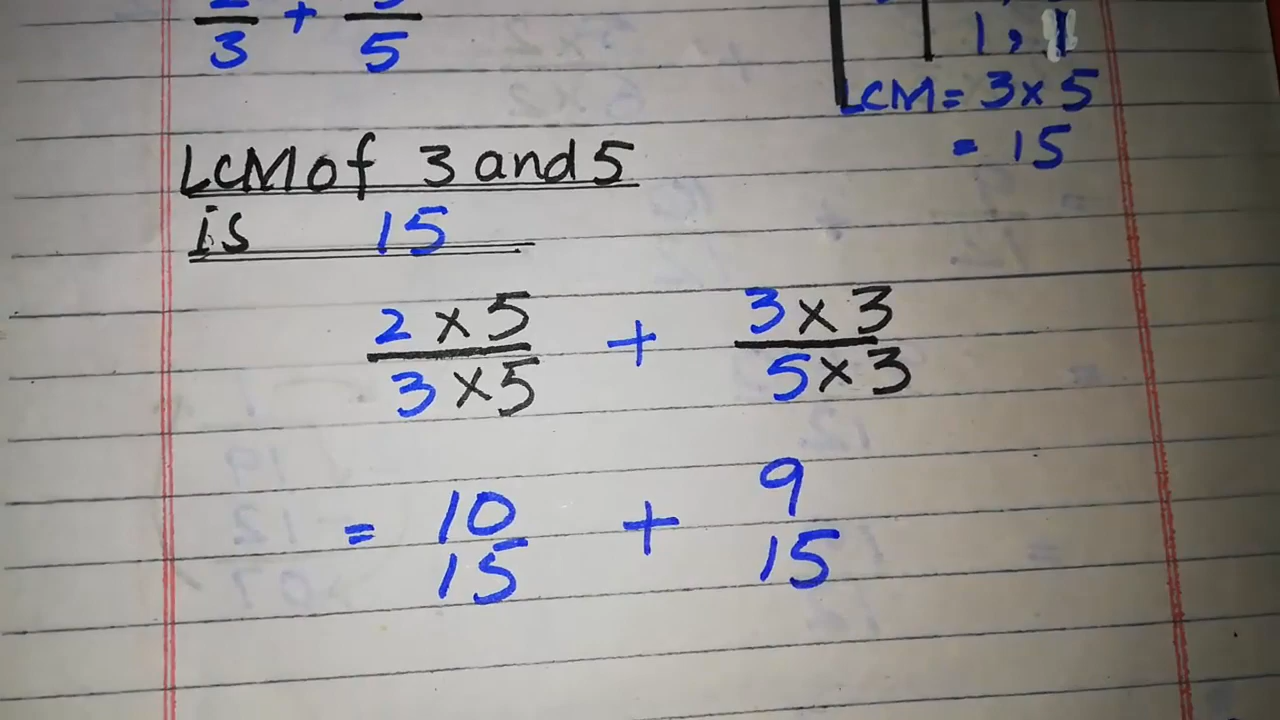 3 + 5
1, 1
LCM = 3 x 5
= 15
LCM of 3 and 5
is 15
2 x 5 + 3 x 3
3 x 5 5 x 3
= 10 + 9
15 15